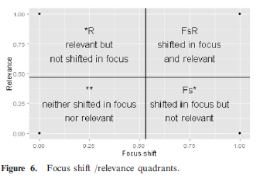 1.00
*R
relevant but
not shifted in focus
FsR
shifted in focus
and relevant
0.75
0.50
Relevance
**
neither shifted in focus
nor relevant
Fs*
shifted in focus but
not relevant
0.25
0.00
0.00 0.25 0.50 0.75 1.00
Focus shift
Figure 6. Focus shift /relevance quadrants.